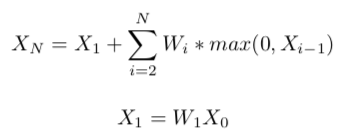 X_N = X_1 + \sum_{i=2}^{N} W_i * max(0, X_{i-1})
X_1 = W_1 X_0